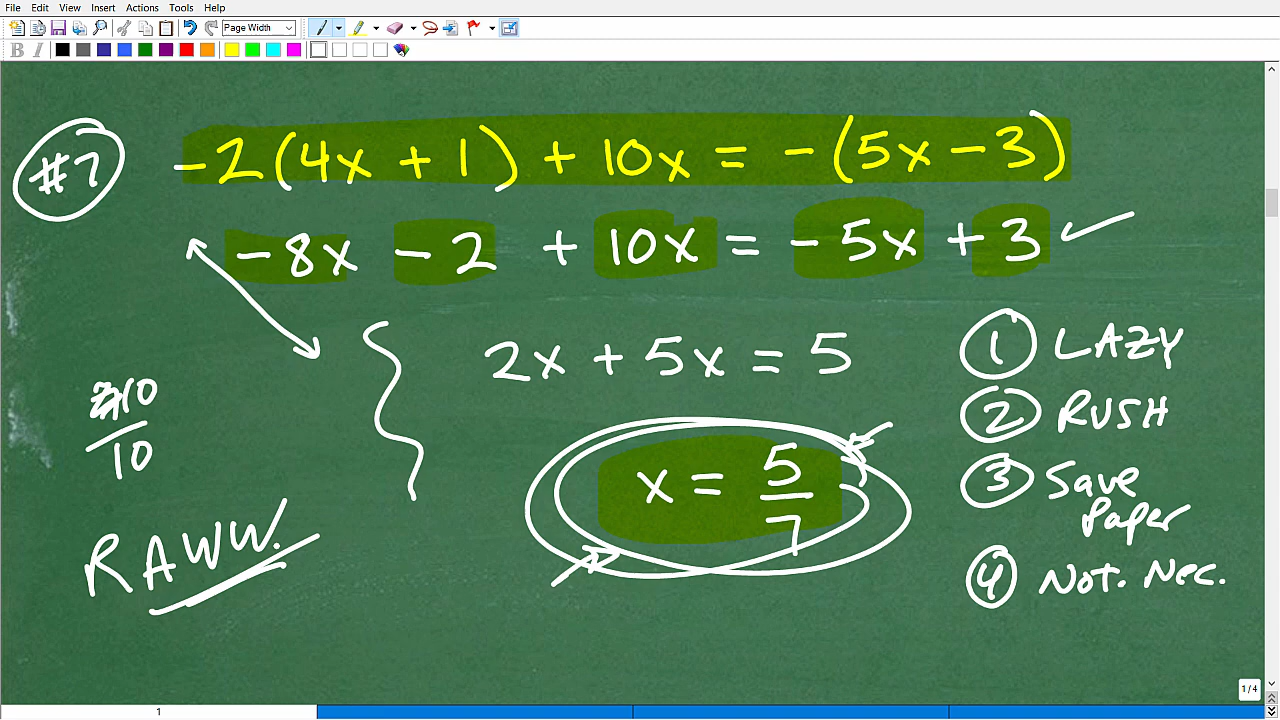 File Edit View Insert Actions Tools Help
Page Width
B I
#7
-2(4x + 1) + 10x = -(5x - 3)
-8x - 2 + 10x = -5x + 3
2x + 5x = 5
x = 5/7
10/10
RAWW.
1 LAZY
2 RUSH
3 Save
Paper
4 Not. Nec.
1/4
1